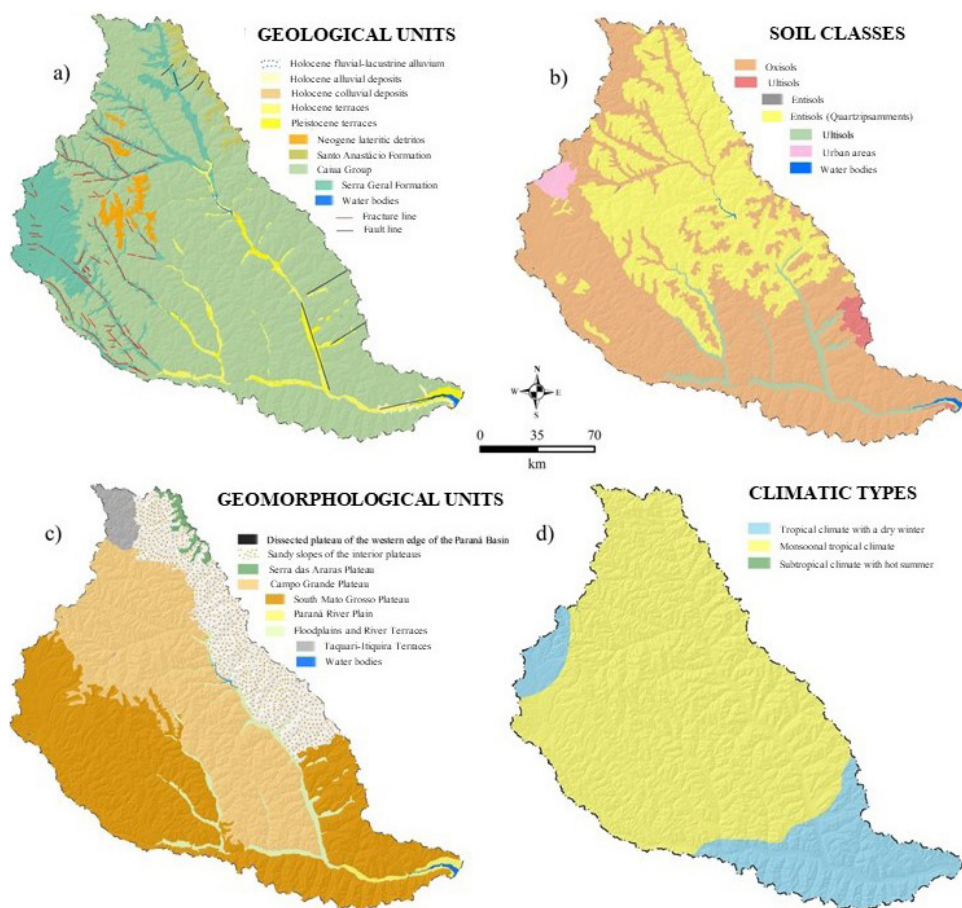 GEOLOGICAL UNITS
a)
Holocene fluvial-lacustrine alluvium
Holocene alluvial deposits
Holocene colluvial deposits
Holocene terraces
Pleistocene terraces
Neogene lateritic detritos
Santo Anastácio Formation
Caiua Group
Serra Geral Formation
Water bodies
Fracture line
Fault line
SOIL CLASSES
b)
Oxisols
Ultisols
Entisols
Entisols (Quartzipsamments)
Ultisols
Urban areas
Water bodies
N
W E
S
0 35 70
km
GEOMORPHOLOGICAL UNITS
c)
Dissected plateau of the western edge of the Paraná Basin
Sandy slopes of the interior plateaus
Serra das Araras Plateau
Campo Grande Plateau
South Mato Grosso Plateau
Paraná River Plain
Floodplains and River Terraces
Taquari-Itiquira Terraces
Water bodies
CLIMATIC TYPES
d)
Tropical climate with a dry winter
Monsoonal tropical climate
Subtropical climate with hot summer